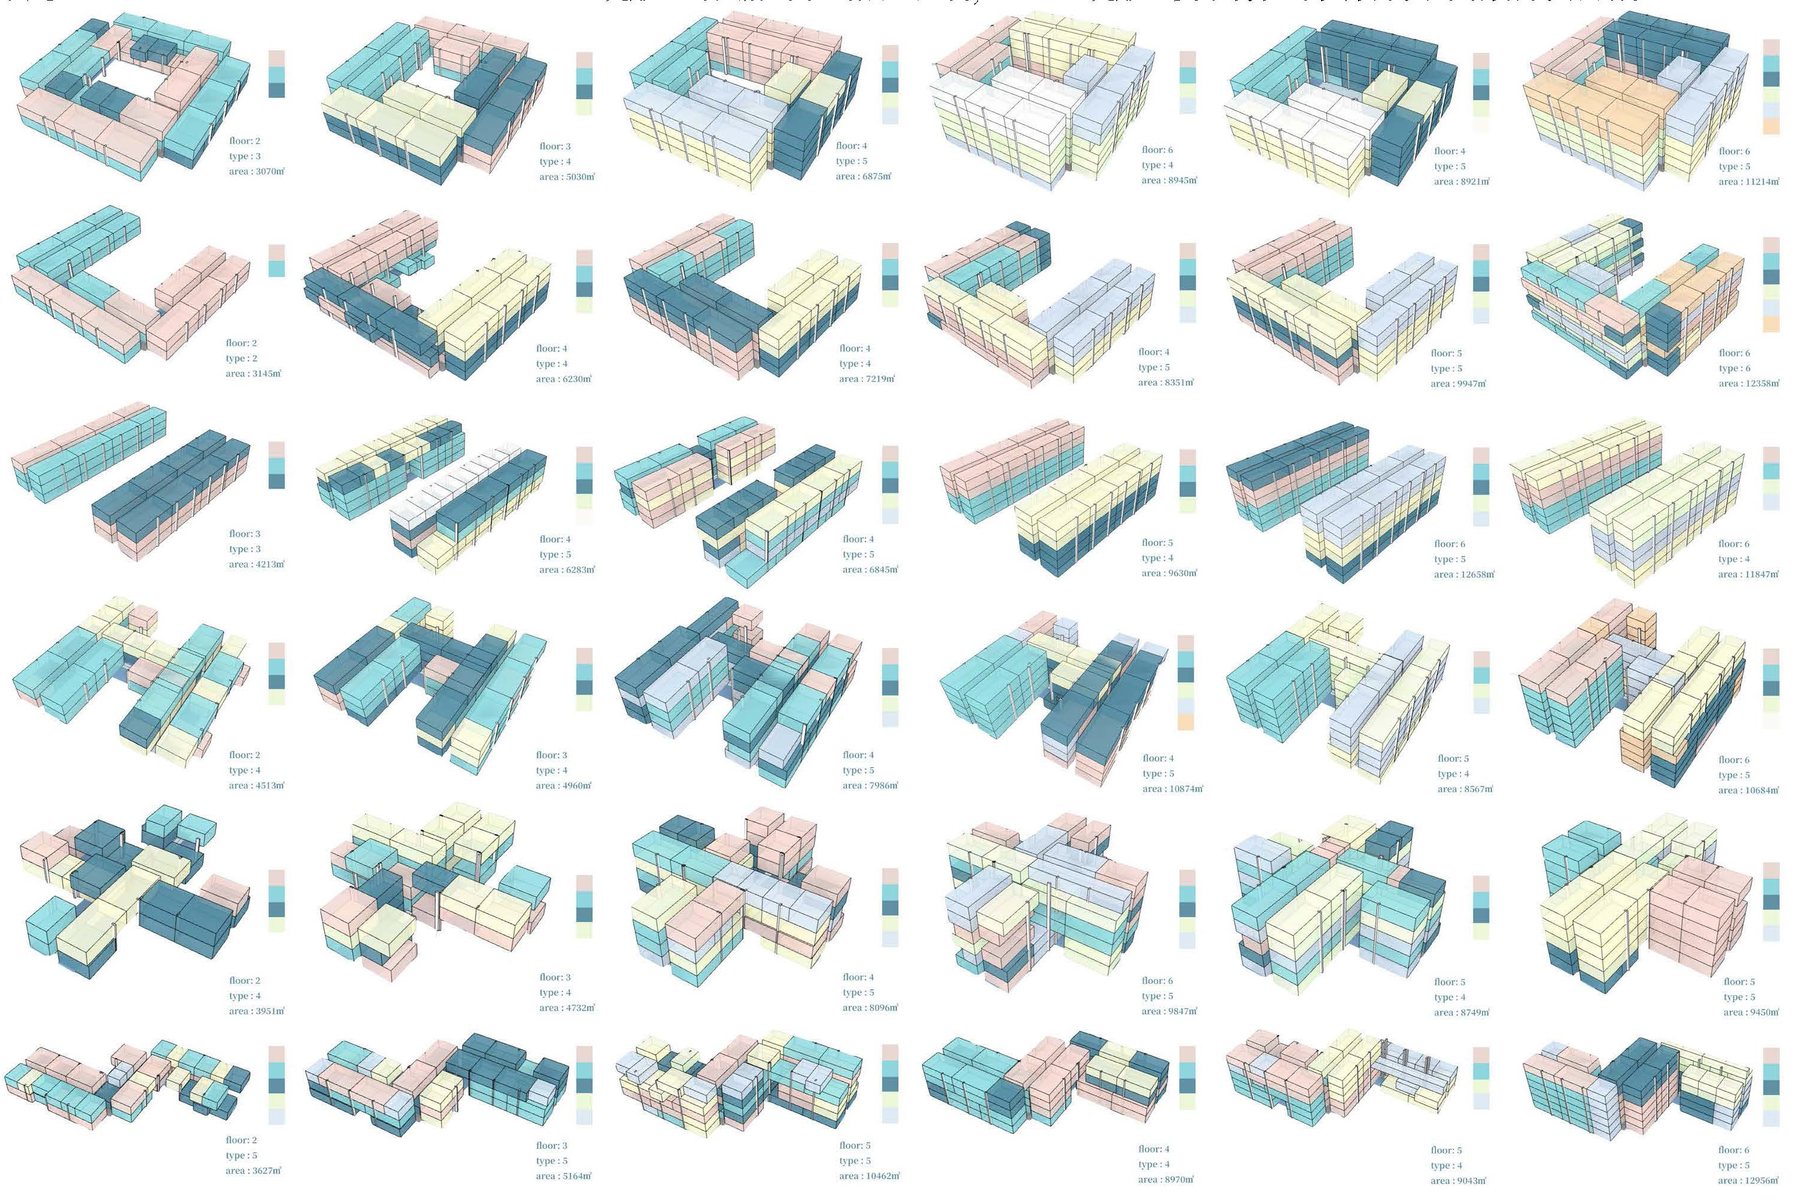 floor: 2
type : 3
area : 3070㎡
floor: 3
type : 4
area : 5030㎡
floor: 4
type : 5
area : 6875㎡
floor: 6
type : 4
area : 8945㎡
floor: 4
type : 5
area : 8921㎡
floor: 6
type : 5
area : 11214㎡
floor: 2
type : 2
area : 3145㎡
floor: 4
type : 4
area : 6230㎡
floor: 4
type : 4
area : 7219㎡
floor: 4
type : 5
area : 8351㎡
floor: 5
type : 5
area : 9947㎡
floor: 6
type : 6
area : 12358㎡
floor: 3
type : 3
area : 4213㎡
floor: 4
type : 5
area : 6283㎡
floor: 4
type : 5
area : 6845㎡
floor: 5
type : 4
area : 9630㎡
floor: 6
type : 5
area : 12658㎡
floor: 6
type : 4
area : 11847㎡
floor: 2
type : 4
area : 4513㎡
floor: 3
type : 4
area : 4960㎡
floor: 4
type : 5
area : 7986㎡
floor: 4
type : 5
area : 10874㎡
floor: 5
type : 4
area : 8567㎡
floor: 6
type : 5
area : 10684㎡
floor: 2
type : 4
area : 3951㎡
floor: 3
type : 4
area : 4732㎡
floor: 4
type : 5
area : 8096㎡
floor: 6
type : 5
area : 9847㎡
floor: 5
type : 4
area : 8749㎡
floor: 5
type : 5
area : 9450㎡
floor: 2
type : 5
area : 3627㎡
floor: 3
type : 5
area : 5164㎡
floor: 5
type : 5
area : 10462㎡
floor: 4
type : 4
area : 8970㎡
floor: 5
type : 4
area : 9043㎡
floor: 6
type : 5
area : 12956㎡